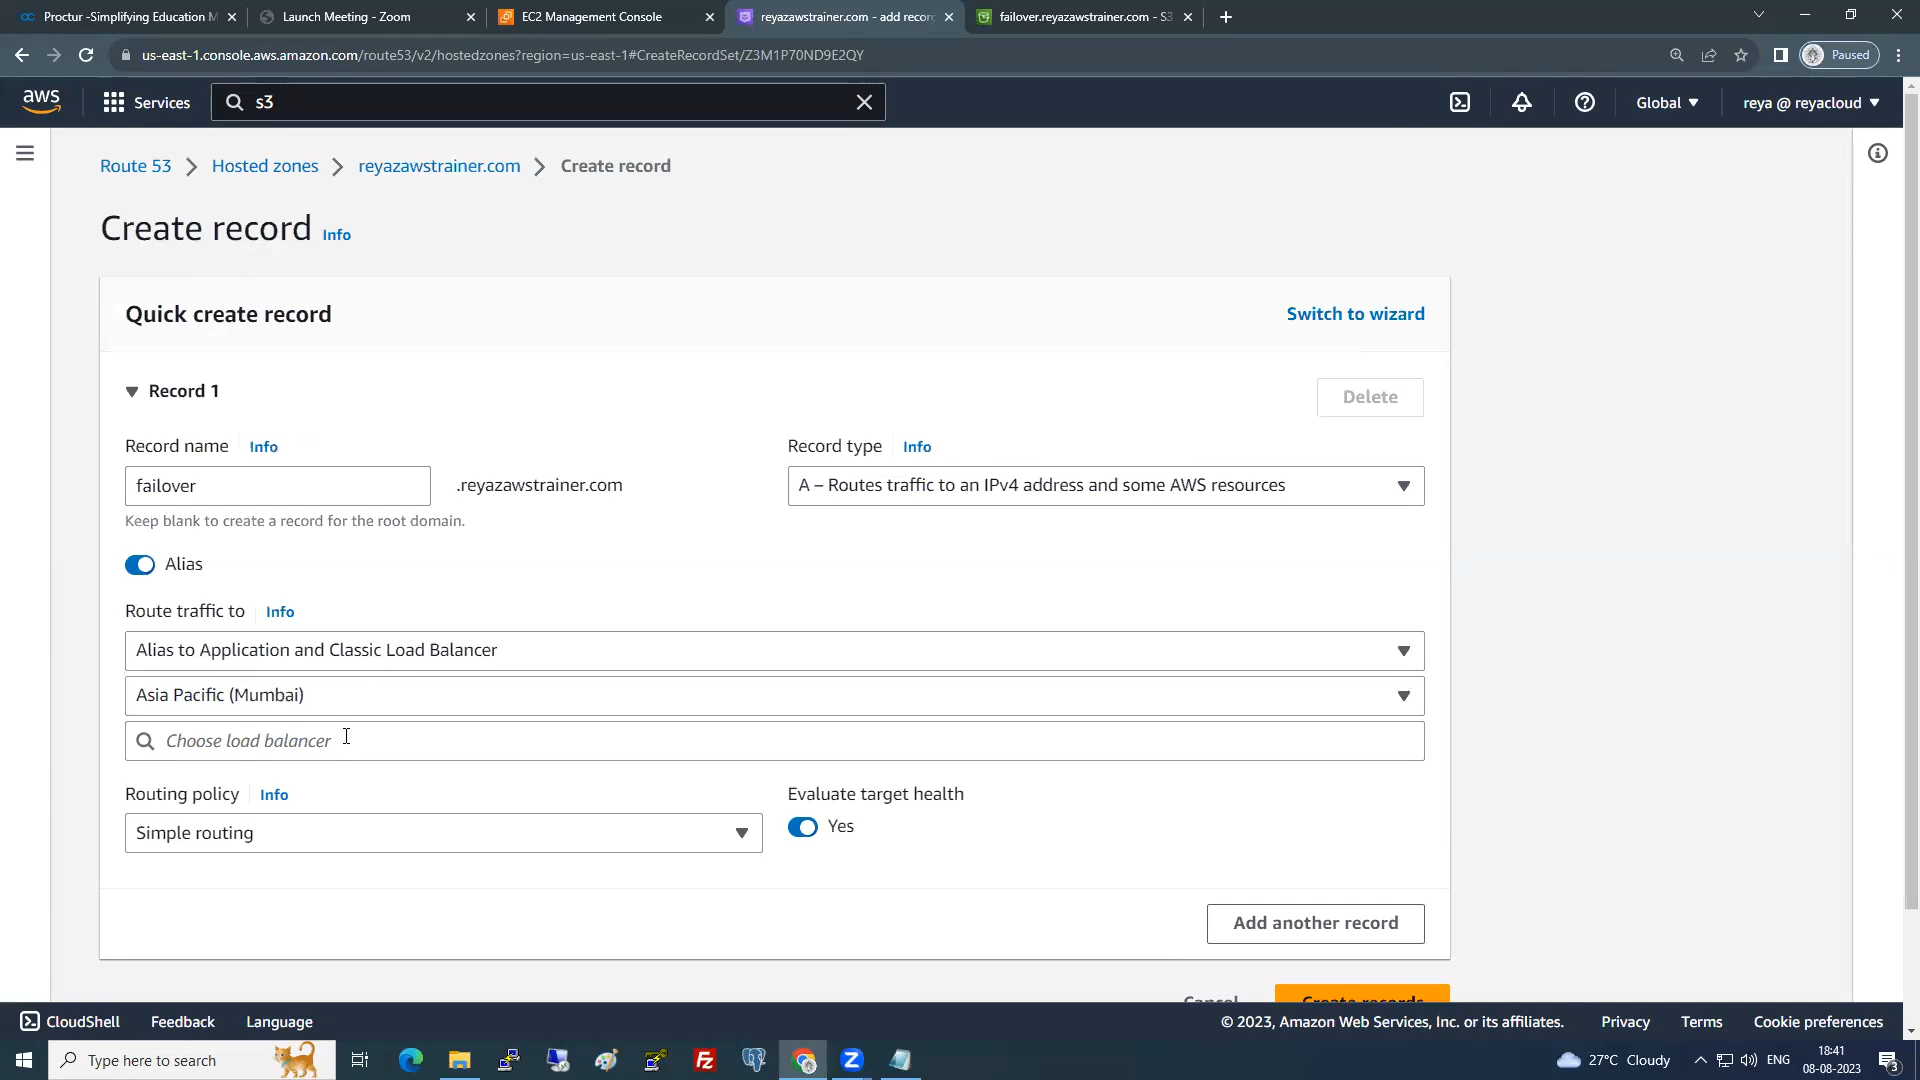 Proctur -Simplifying Education M
Launch Meeting - Zoom
EC2 Management Console
reyazawstrainer.com - add recor
failover.reyazawstrainer.com - S3
us-east-1.console.aws.amazon.com/route53/v2/hostedzones?region=us-east-1#CreateRecordSet/Z3M1P70ND9E2QY
Paused
aws
Services
s3
Global
reya @ reyacloud
Route 53
Hosted zones
reyazawstrainer.com
Create record
Create record Info
Quick create record
Switch to wizard
Record 1
Delete
Record name Info
Record type Info
failover
.reyazawstrainer.com
A – Routes traffic to an IPv4 address and some AWS resources
Keep blank to create a record for the root domain.
Alias
Route traffic to Info
Alias to Application and Classic Load Balancer
Asia Pacific (Mumbai)
Choose load balancer
Routing policy Info
Evaluate target health
Simple routing
Yes
Add another record
Cancel
Create records
CloudShell
Feedback
Language
© 2023, Amazon Web Services, Inc. or its affiliates.
Privacy
Terms
Cookie preferences
Type here to search
27°C Cloudy
ENG
18:41
08-08-2023
3